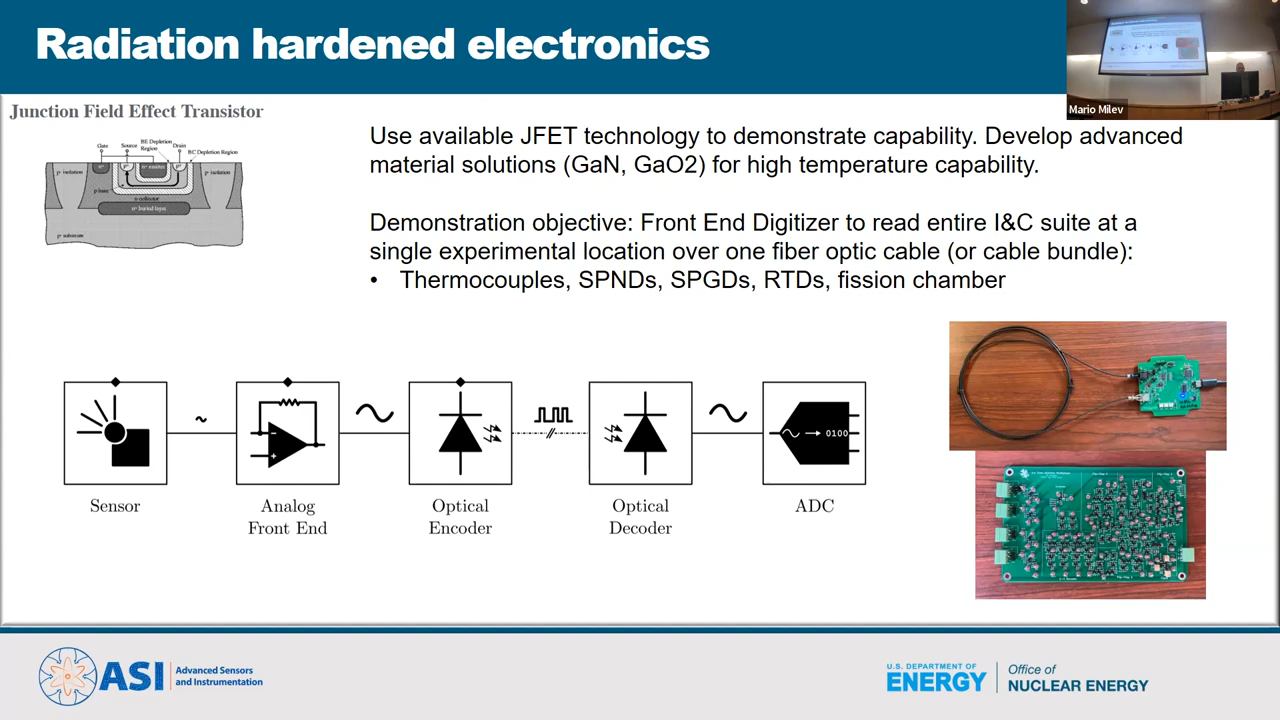 Radiation hardened electronics
Mario Milev
Junction Field Effect Transistor
Gate
Source
BE Depletion
Region
Drain
BC Depletion Region
p- isolation
p- isolation
p base
n collector
n+ buried layer
p- substrate
Use available JFET technology to demonstrate capability. Develop advanced
material solutions (GaN, GaO2) for high temperature capability.
Demonstration objective: Front End Digitizer to read entire I&C suite at a
single experimental location over one fiber optic cable (or cable bundle):
• Thermocouples, SPNDs, SPGDs, RTDs, fission chamber
0100
Sensor
Analog
Front End
Optical
Encoder
Optical
Decoder
ADC
ASI
Advanced Sensors
and Instrumentation
U.S. DEPARTMENT OF
ENERGY
Office of
NUCLEAR ENERGY